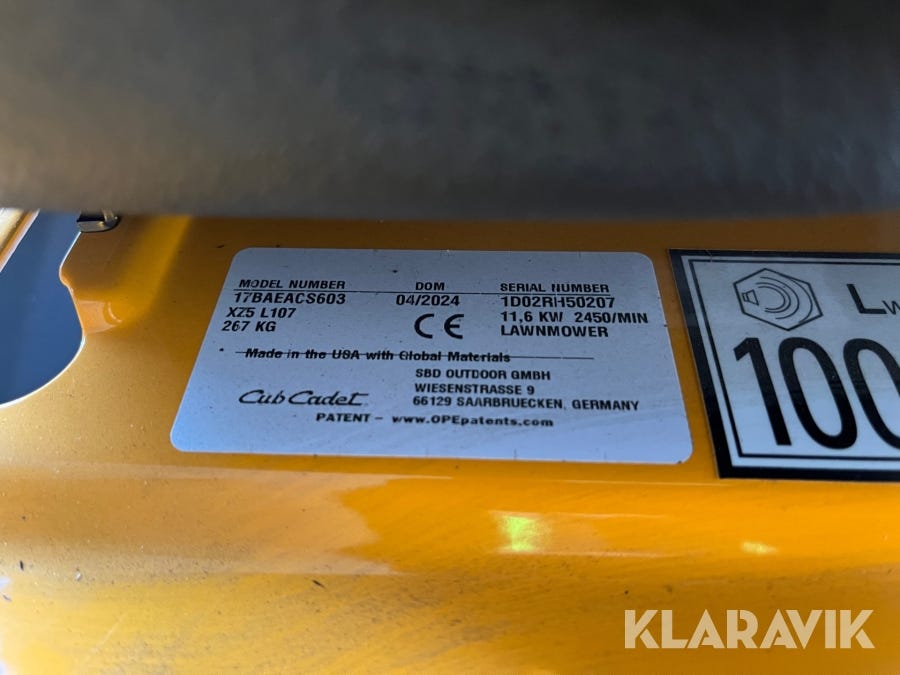 MODEL NUMBER DOM SERIAL NUMBER
17BAEACS603 04/2024 1D02RH50207
XZ5 L107 CE 11,6 KW 2450/MIN
267 KG LAWNMOWER
Made in the USA with Global Materials
SBD OUTDOOR GMBH
WIESENSTRASSE 9
Cub Cadet 66129 SAARBRUECKEN, GERMANY
PATENT – www.OPEpatents.com
LW
100
KLARAVIK